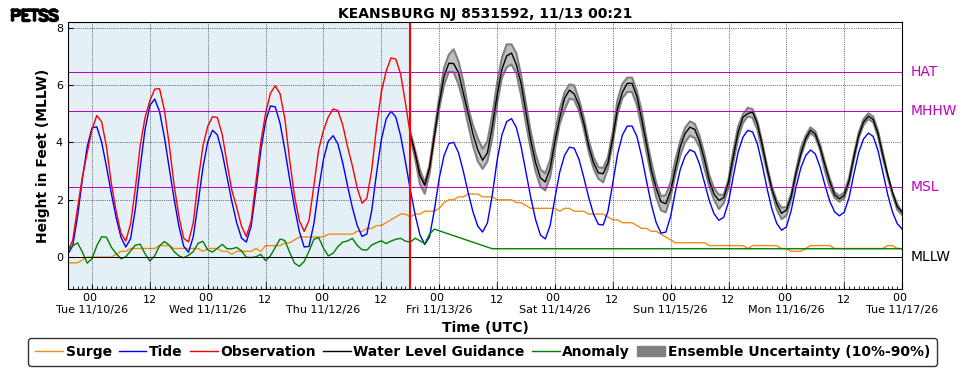 PETSS
KEANSBURG NJ 8531592, 11/13 00:21
Height in Feet (MLLW)
8
6
4
2
0
HAT
MHHW
MSL
MLLW
00 12 00 12 00 12 00 12 00 12 00 12 00 12 00
Tue 11/10/26 Wed 11/11/26 Thu 11/12/26 Fri 11/13/26 Sat 11/14/26 Sun 11/15/26 Mon 11/16/26 Tue 11/17/26
Time (UTC)
Surge Tide Observation Water Level Guidance Anomaly Ensemble Uncertainty (10%-90%)